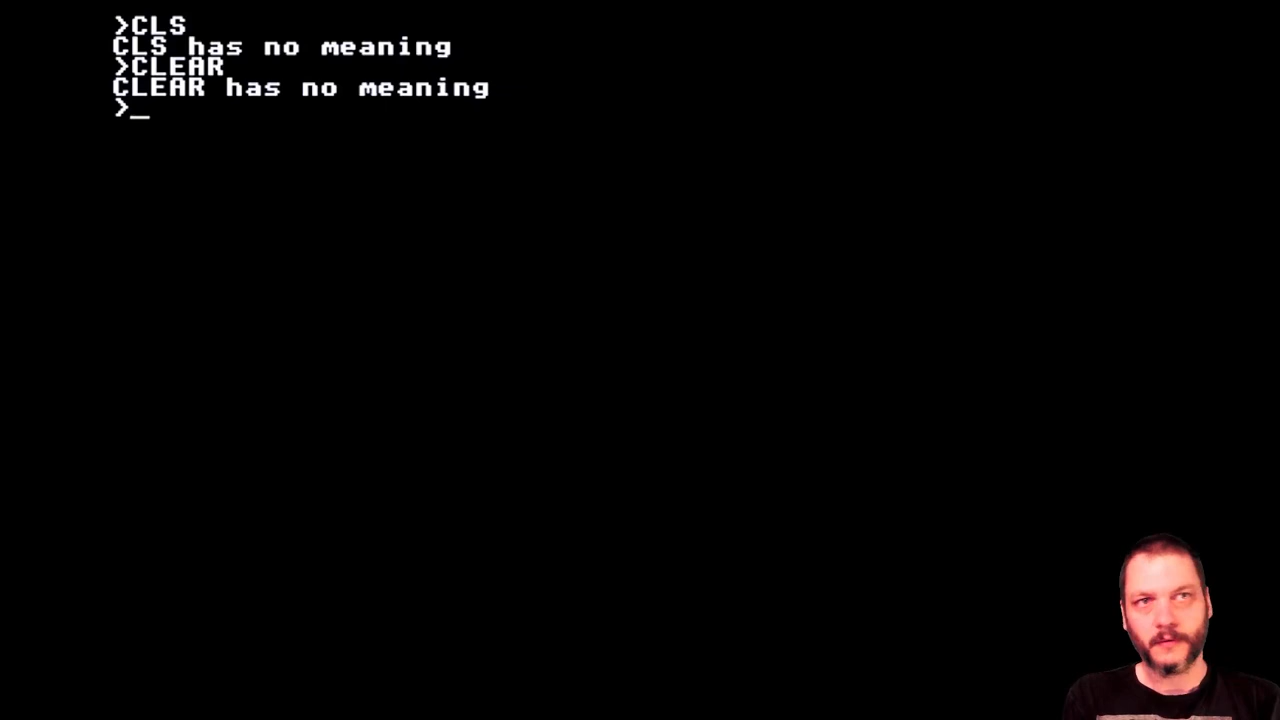 >CLS
CLS has no meaning
>CLEAR
CLEAR has no meaning
>_